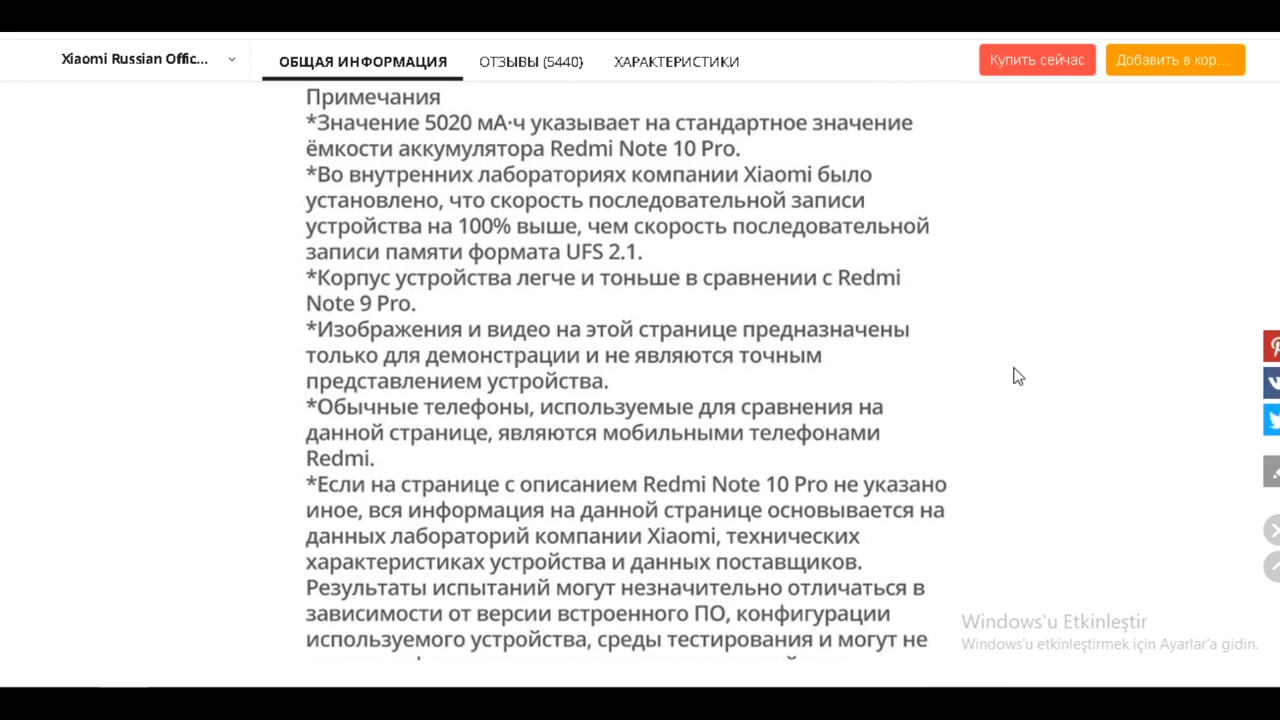 Xiaomi Russian Offic...
ОБЩАЯ ИНФОРМАЦИЯ
ОТЗЫВЫ (5440)
ХАРАКТЕРИСТИКИ
Купить сейчас
Добавить в кор...
Примечания
*Значение 5020 мА·ч указывает на стандартное значение
ёмкости аккумулятора Redmi Note 10 Pro.
*Во внутренних лабораториях компании Xiaomi было
установлено, что скорость последовательной записи
устройства на 100% выше, чем скорость последовательной
записи памяти формата UFS 2.1.
*Корпус устройства легче и тоньше в сравнении с Redmi
Note 9 Pro.
*Изображения и видео на этой странице предназначены
только для демонстрации и не являются точным
представлением устройства.
*Обычные телефоны, используемые для сравнения на
данной странице, являются мобильными телефонами
Redmi.
*Если на странице с описанием Redmi Note 10 Pro не указано
иное, вся информация на данной странице основывается на
данных лабораторий компании Xiaomi, технических
характеристиках устройства и данных поставщиков.
Результаты испытаний могут незначительно отличаться в
зависимости от версии встроенного ПО, конфигурации
используемого устройства, среды тестирования и могут не
Windows'u Etkinleştir
Windows'u etkinleştirmek için Ayarlar'a gidin.